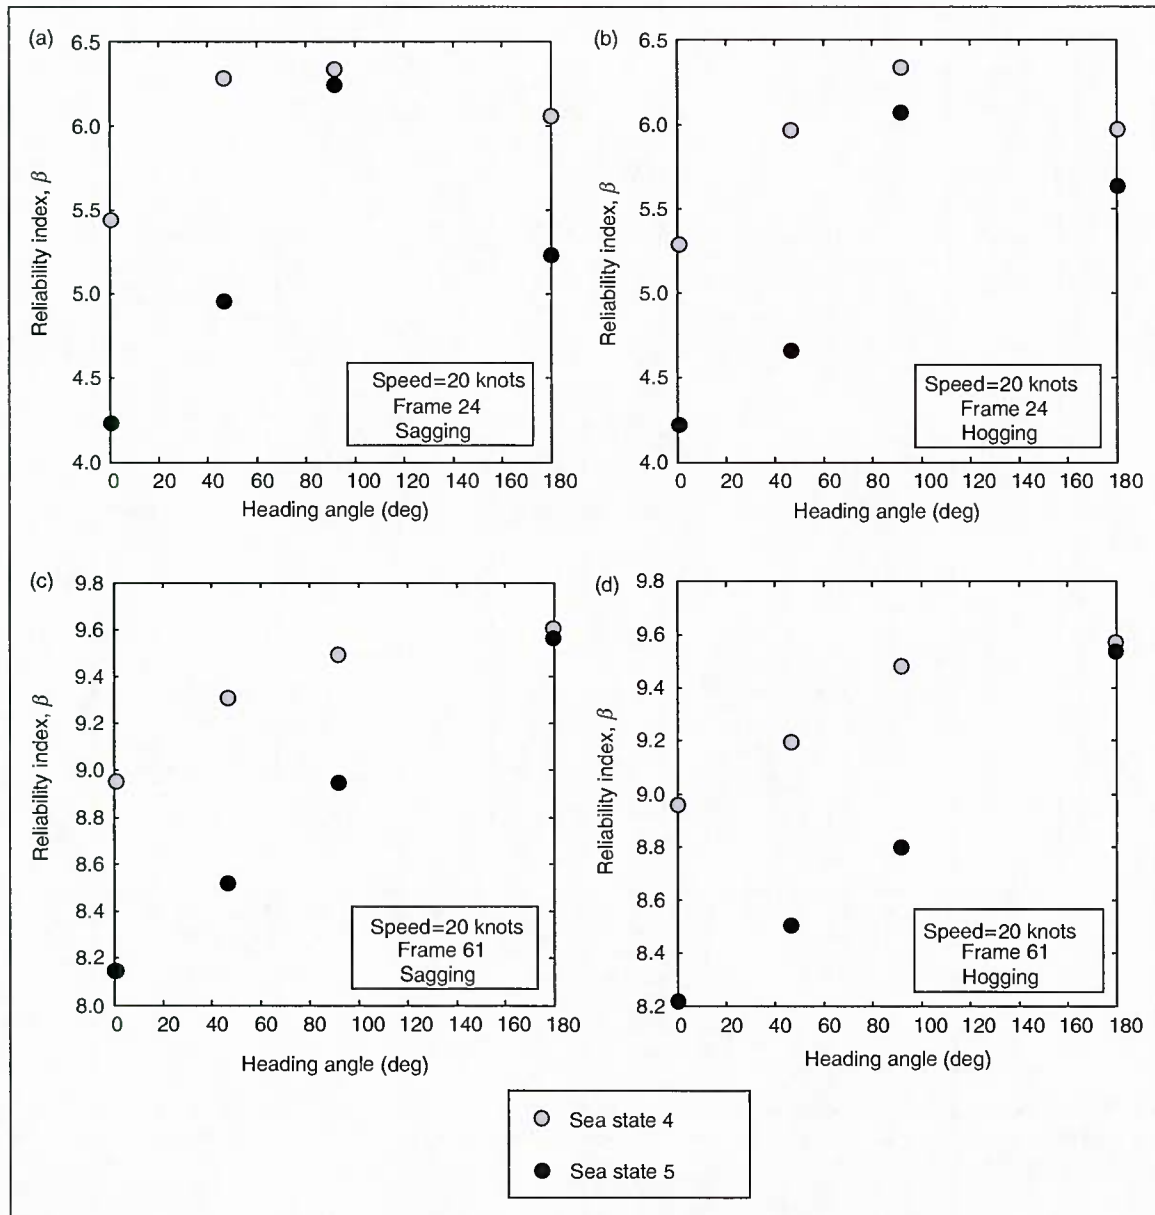 (a)
6.5
6.0
5.5
5.0
4.5
4.0
Reliability index, β
0 20 40 60 80 100 120 140 160 180
Heading angle (deg)
Speed=20 knots
Frame 24
Sagging
(b)
6.5
6.0
5.5
5.0
4.5
4.0
Reliability index, β
0 20 40 60 80 100 120 140 160 180
Heading angle (deg)
Speed=20 knots
Frame 24
Hogging
(c)
9.8
9.6
9.4
9.2
9.0
8.8
8.6
8.4
8.2
8.0
Reliability index, β
0 20 40 60 80 100 120 140 160 180
Heading angle (deg)
Speed=20 knots
Frame 61
Sagging
(d)
9.8
9.6
9.4
9.2
9.0
8.8
8.6
8.4
8.2
Reliability index, β
0 20 40 60 80 100 120 140 160 180
Heading angle (deg)
Speed=20 knots
Frame 61
Hogging
Sea state 4
Sea state 5